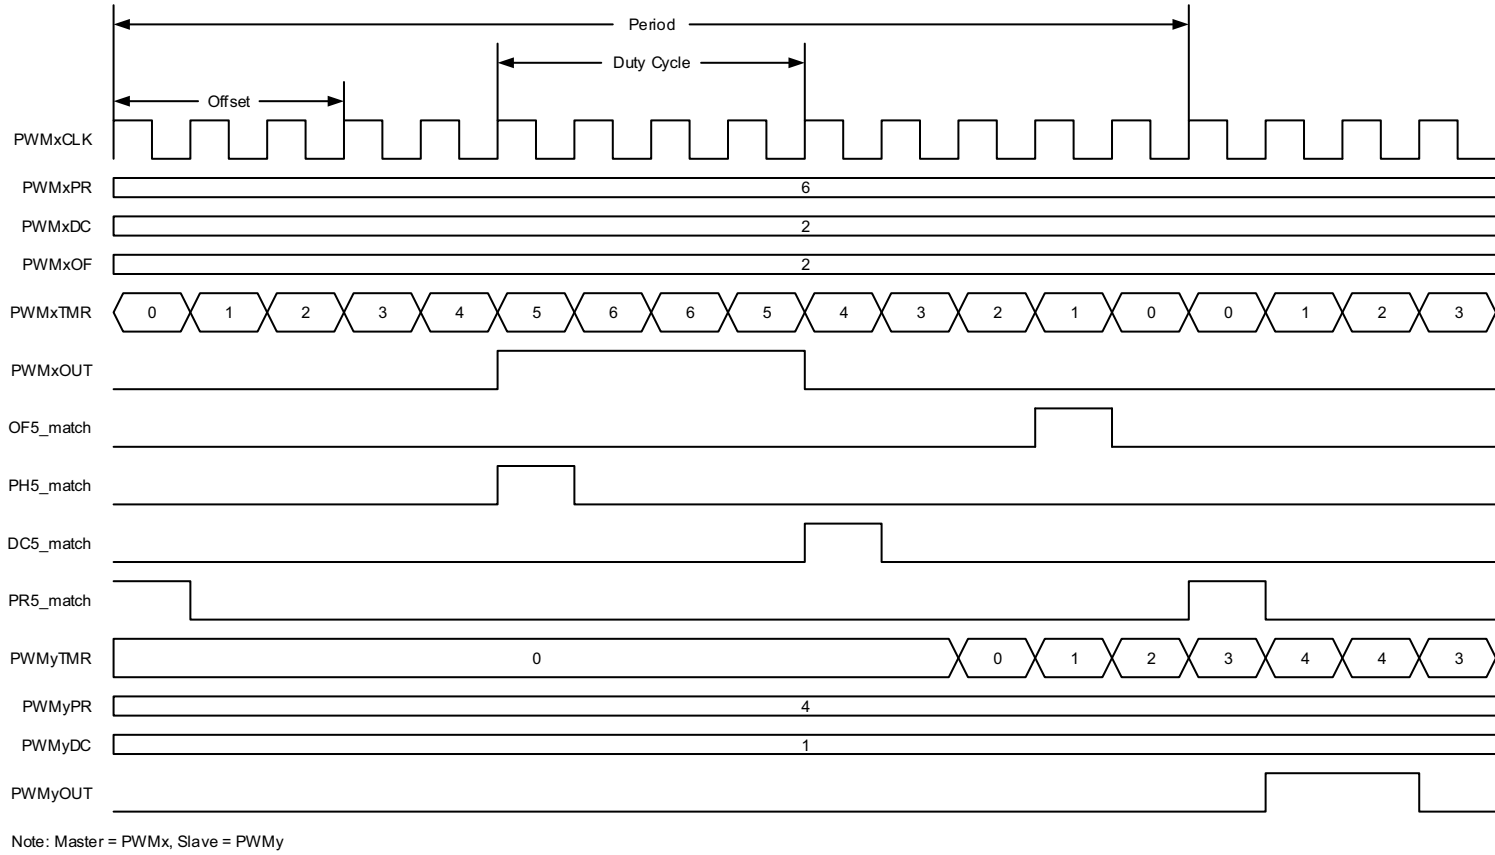 Period
Duty Cycle
Offset
PWMxCLK
PWMxPR 6
PWMxDC 2
PWMxOF 2
PWMxTMR 0 1 2 3 4 5 6 6 5 4 3 2 1 0 0 1 2 3
PWMxOUT
OF5_match
PH5_match
DC5_match
PR5_match
PWMyTMR 0 0 1 2 3 4 4 3
PWMyPR 4
PWMyDC 1
PWMyOUT
Note: Master = PWMx, Slave = PWMy